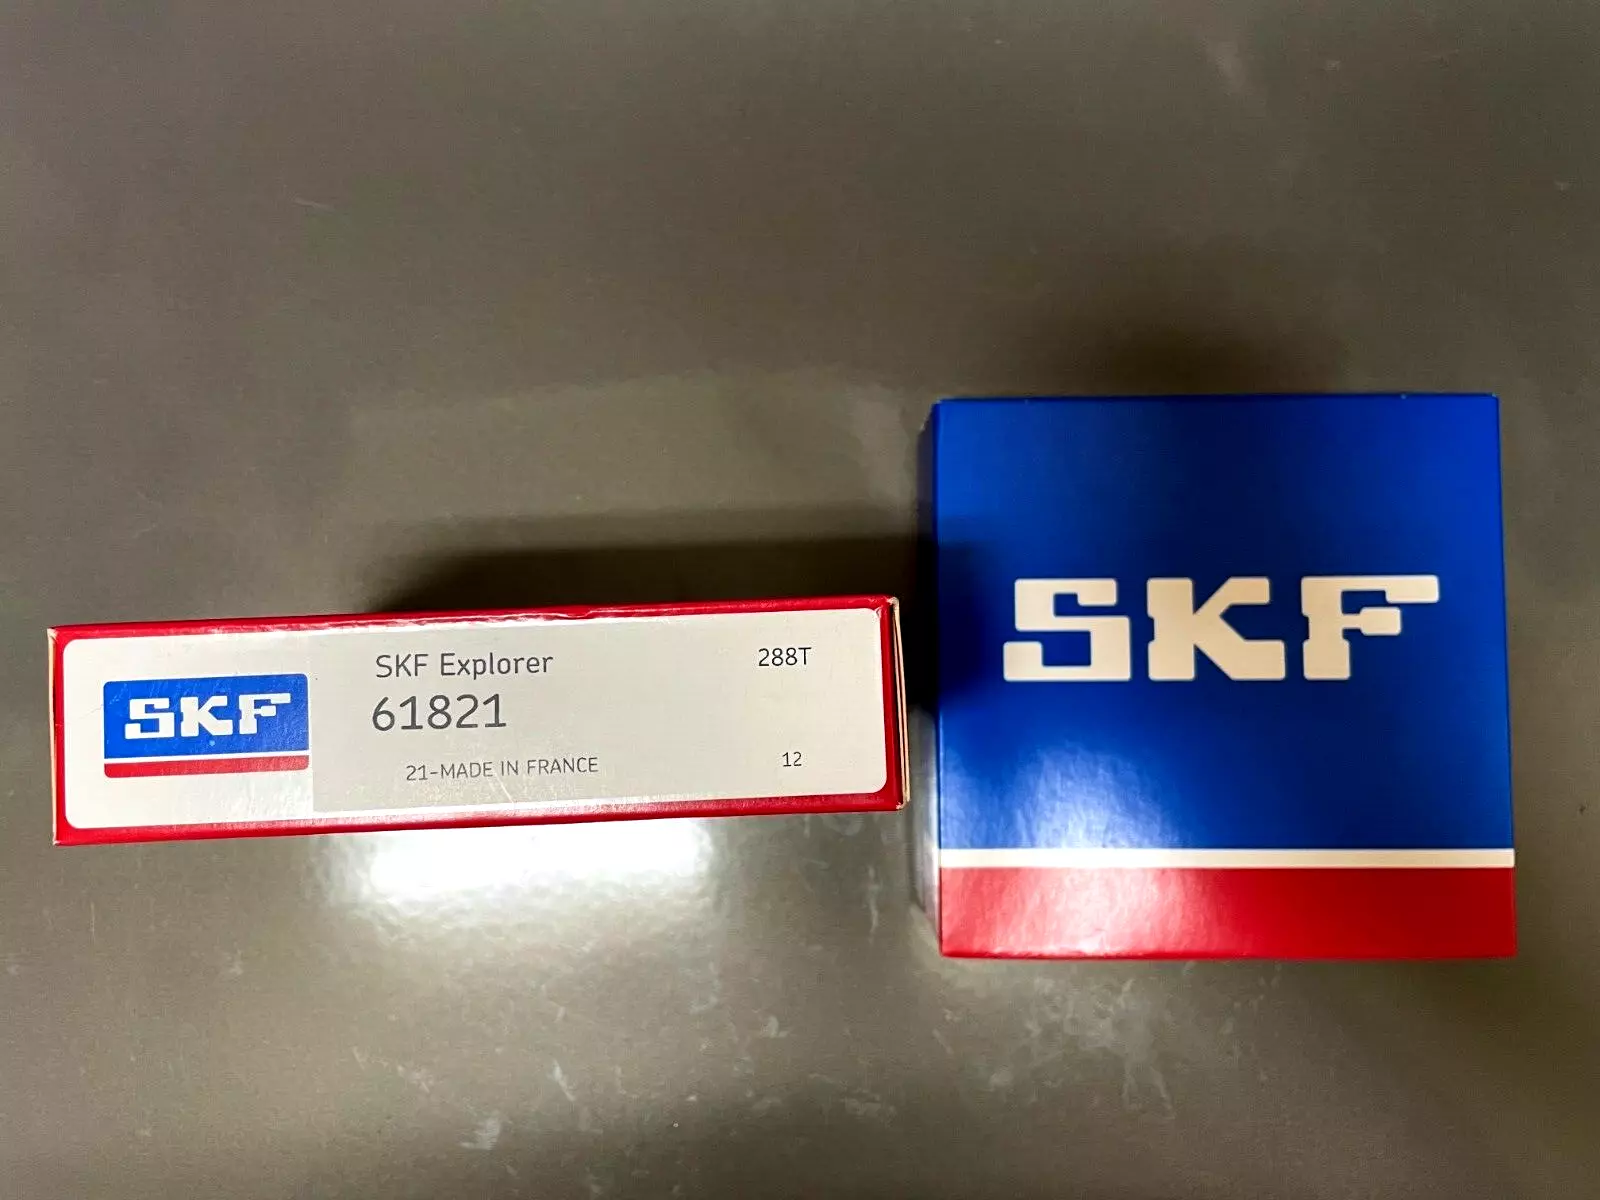 SKF
SKF Explorer
288T
61821
21-MADE IN FRANCE
12
SKF